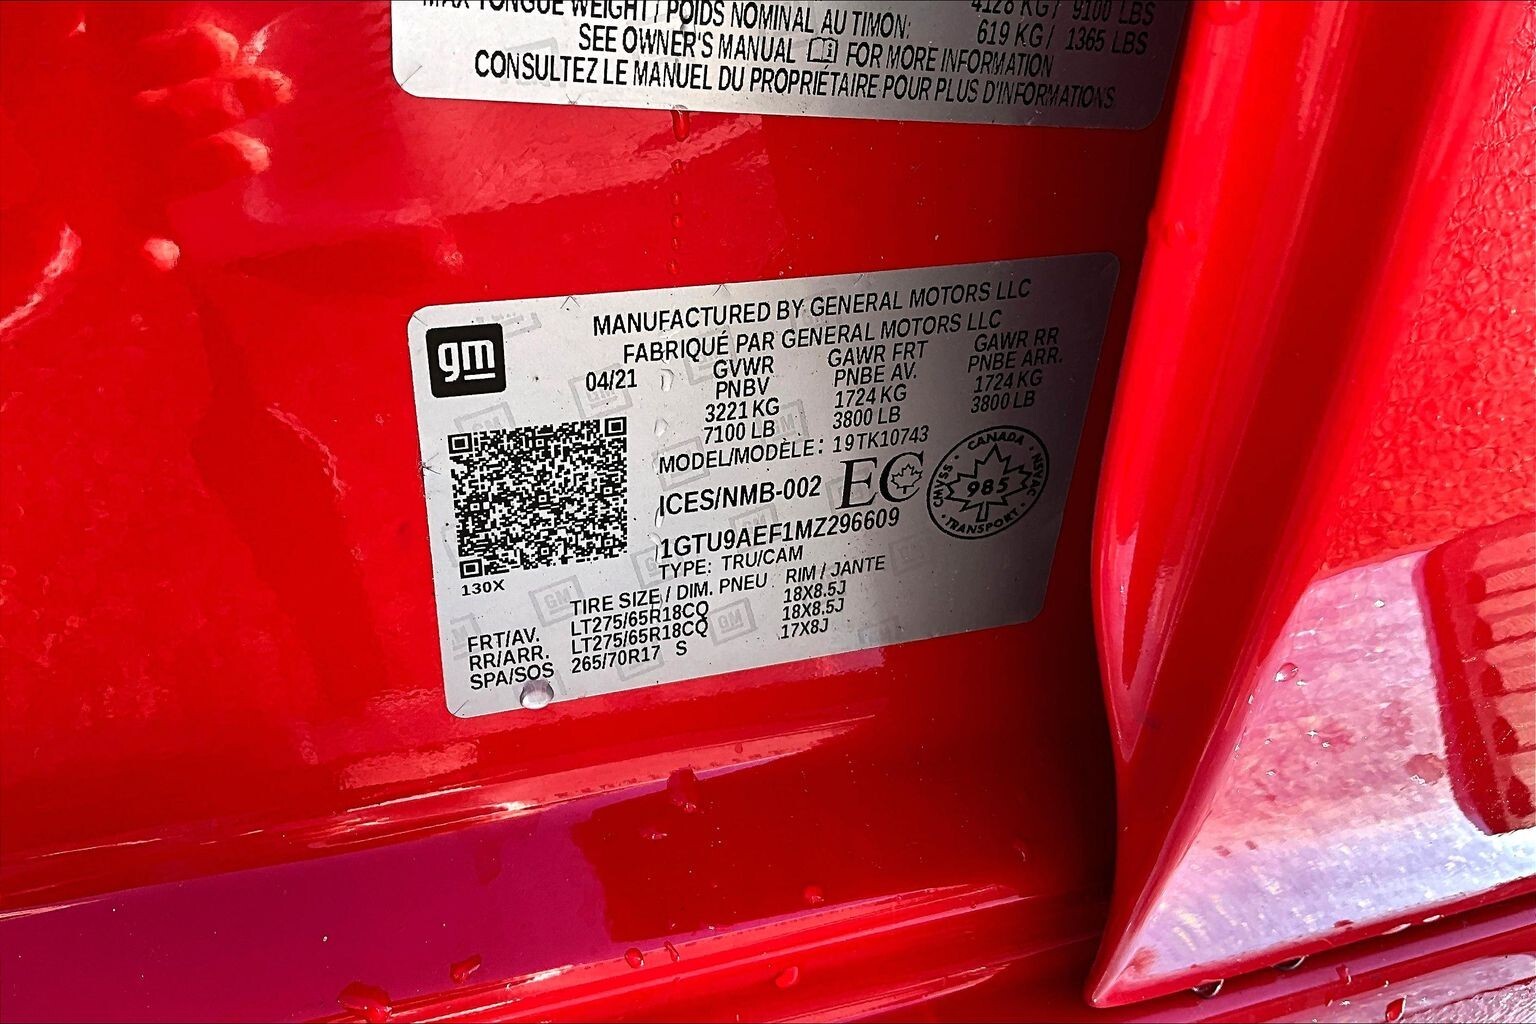 MAX TONGUE WEIGHT / POIDS NOMINAL AU TIMON:
4128 KG / 9100 LBS
619 KG / 1365 LBS
SEE OWNER'S MANUAL FOR MORE INFORMATION
CONSULTEZ LE MANUEL DU PROPRIÉTAIRE POUR PLUS D'INFORMATIONS
gm
MANUFACTURED BY GENERAL MOTORS LLC
FABRIQUÉ PAR GENERAL MOTORS LLC
04/21
GVWR GAWR FRT GAWR RR
PNBV PNBE AV. PNBE ARR.
3221 KG 1724 KG 1724 KG
7100 LB 3800 LB 3800 LB
MODEL/MODÈLE: 19TK10743
ICES/NMB-002 EC
CANADA
CMVSS 985 NSVAC
TRANSPORT
1GTU9AEF1MZ296609
TYPE: TRU/CAM
130X
TIRE SIZE / DIM. PNEU RIM / JANTE
FRT/AV. LT275/65R18CQ 18X8.5J
RR/ARR. LT275/65R18CQ 18X8.5J
SPA/SOS 265/70R17 S 17X8J